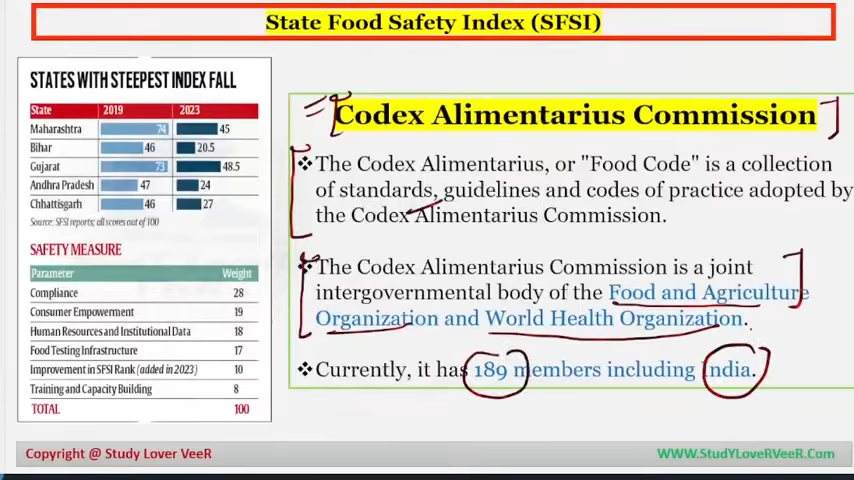 State Food Safety Index (SFSI)
STATES WITH STEEPEST INDEX FALL
State 2019 2023
Maharashtra 74 45
Bihar 46 20.5
Gujarat 73 48.5
Andhra Pradesh 47 24
Chhattisgarh 46 27
Source: SFSI reports; all scores out of 100
SAFETY MEASURE
Parameter Weight
Compliance 28
Consumer Empowerment 19
Human Resources and Institutional Data 18
Food Testing Infrastructure 17
Improvement in SFSI Rank (added in 2023) 10
Training and Capacity Building 8
TOTAL 100
Codex Alimentarius Commission
❖The Codex Alimentarius, or "Food Code" is a collection
of standards, guidelines and codes of practice adopted by
the Codex Alimentarius Commission.
❖The Codex Alimentarius Commission is a joint
intergovernmental body of the Food and Agriculture
Organization and World Health Organization.
❖Currently, it has 189 members including India.
Copyright @ Study Lover VeeR
WWW.StudYLoveRVeeR.Com